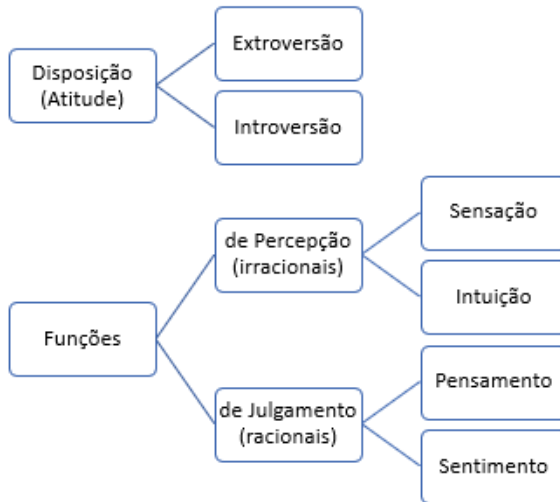 Disposição
(Atitude)
Extroversão
Introversão
Funções
de Percepção
(irracionais)
Sensação
Intuição
de Julgamento
(racionais)
Pensamento
Sentimento